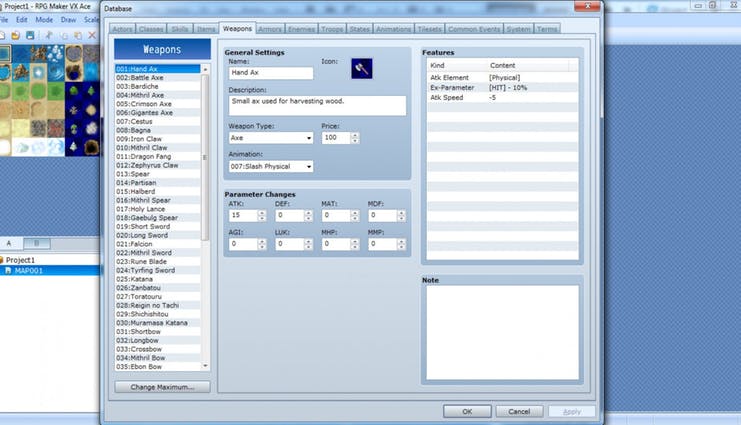 Project1 - RPG Maker VX Ace
File Edit Mode Scale
A B
Project1
MAP001
Database
Actors Classes Skills Items Weapons Armors Enemies Troops States Animations Tilesets Common Events System Terms
Weapons
001:Hand Ax
002:Battle Axe
003:Bardiche
004:Mithril Axe
005:Crimson Axe
006:Gigantes Axe
007:Cestus
008:Bagna
009:Iron Claw
010:Mithril Claw
011:Dragon Fang
012:Zephyrus Claw
013:Spear
014:Partisan
015:Halberd
016:Mithril Spear
017:Holy Lance
018:Gaebulg Spear
019:Short Sword
020:Long Sword
021:Falcion
022:Mithril Sword
023:Rune Blade
024:Tyrfing Sword
025:Katana
026:Zanbatou
027:Toratouru
028:Reigin no Tachi
029:Shichishitou
030:Muramasa Katana
031:Shortbow
032:Longbow
033:Crossbow
034:Mithril Bow
035:Ebon Bow
Change Maximum...
General Settings
Name: Icon:
Hand Ax
Description:
Small ax used for harvesting wood.
Weapon Type: Price:
Axe 100
Animation:
007:Slash Physical
Parameter Changes
ATK: DEF: MAT: MDF:
15 0 0 0
AGI: LUK: MHP: MMP:
0 0 0 0
Features
Kind Content
Atk Element [Physical]
Ex-Parameter [HIT] - 10%
Atk Speed -5
Note
OK Cancel Apply